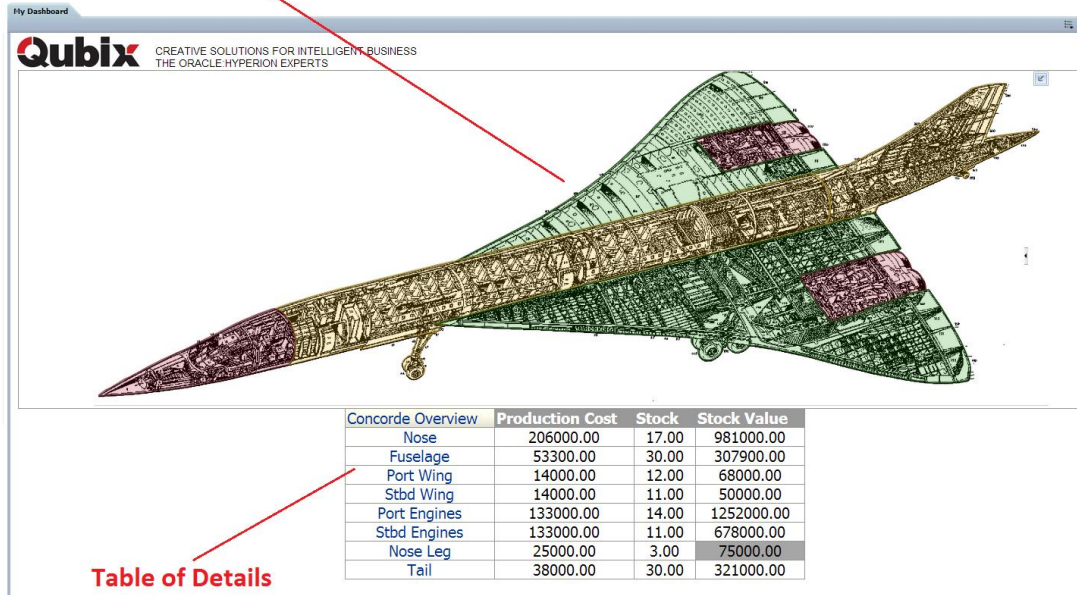 My Dashboard
Qubix
CREATIVE SOLUTIONS FOR INTELLIGENT BUSINESS
THE ORACLE HYPERION EXPERTS
Concorde Overview Production Cost Stock Stock Value
Nose 206000.00 17.00 981000.00
Fuselage 53300.00 30.00 307900.00
Port Wing 14000.00 12.00 68000.00
Stbd Wing 14000.00 11.00 50000.00
Port Engines 133000.00 14.00 1252000.00
Stbd Engines 133000.00 11.00 678000.00
Nose Leg 25000.00 3.00 75000.00
Tail 38000.00 30.00 321000.00
Table of Details